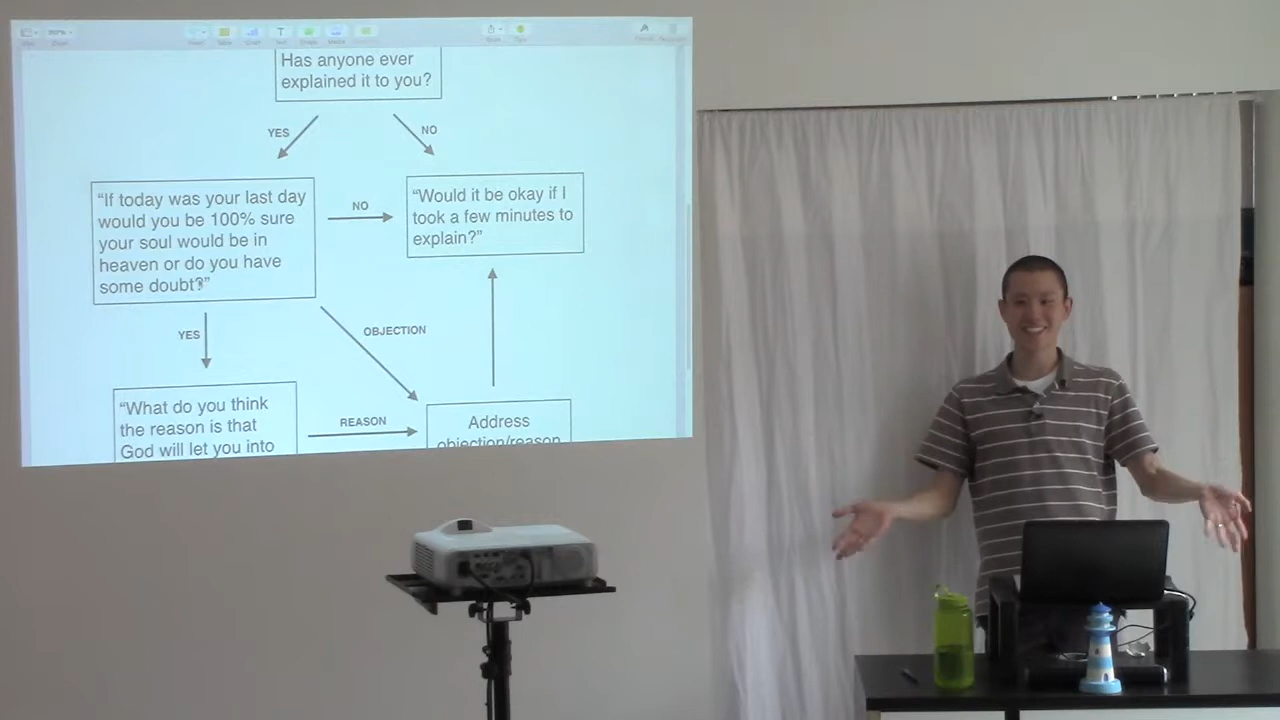 Has anyone ever
explained it to you?
YES
NO
“If today was your last day
would you be 100% sure
your soul would be in
heaven or do you have
some doubt?”
NO
“Would it be okay if I
took a few minutes to
explain?”
YES
OBJECTION
“What do you think
the reason is that
God will let you into
REASON
Address
objection/reason